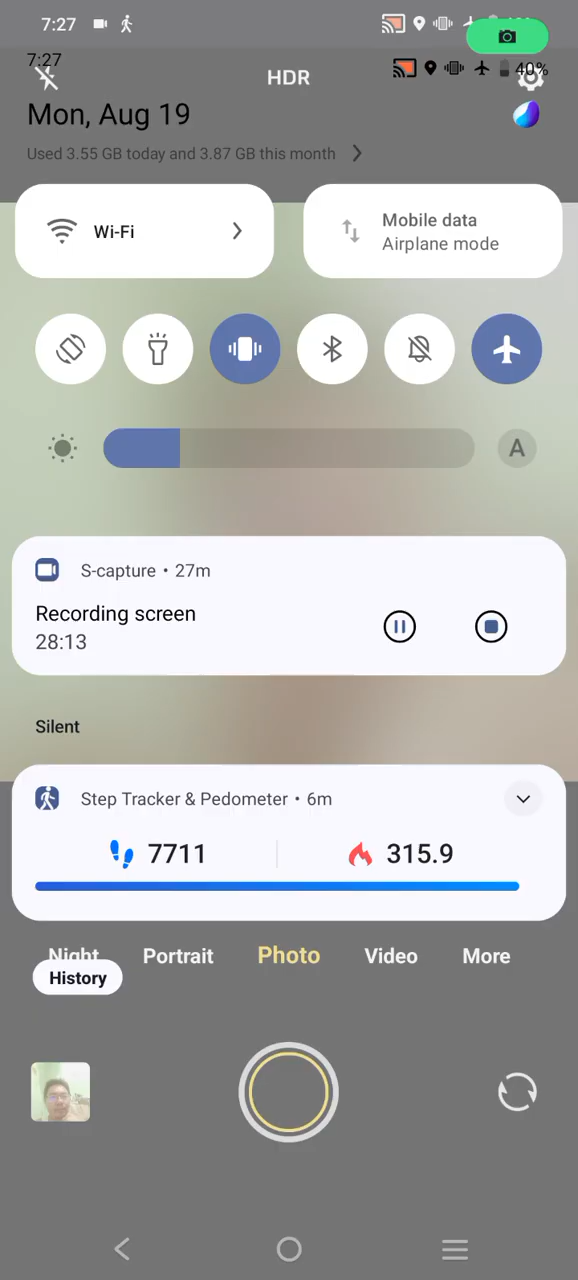 7:27
7:27
40%
HDR
Mon, Aug 19
Used 3.55 GB today and 3.87 GB this month
Wi-Fi
Mobile data
Airplane mode
A
S-capture • 27m
Recording screen
28:13
Silent
Step Tracker & Pedometer • 6m
7711
315.9
Night Portrait Photo Video More
History